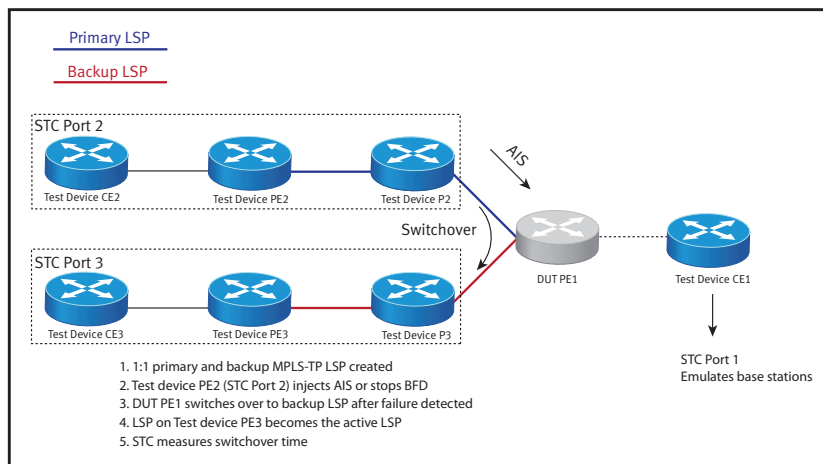 Primary LSP
Backup LSP
STC Port 2
Test Device CE2
Test Device PE2
Test Device P2
AIS
Switchover
DUT PE1
Test Device CE1
STC Port 3
Test Device CE3
Test Device PE3
Test Device P3
STC Port 1
Emulates base stations
1. 1:1 primary and backup MPLS-TP LSP created
2. Test device PE2 (STC Port 2) injects AIS or stops BFD
3. DUT PE1 switches over to backup LSP after failure detected
4. LSP on Test device PE3 becomes the active LSP
5. STC measures switchover time